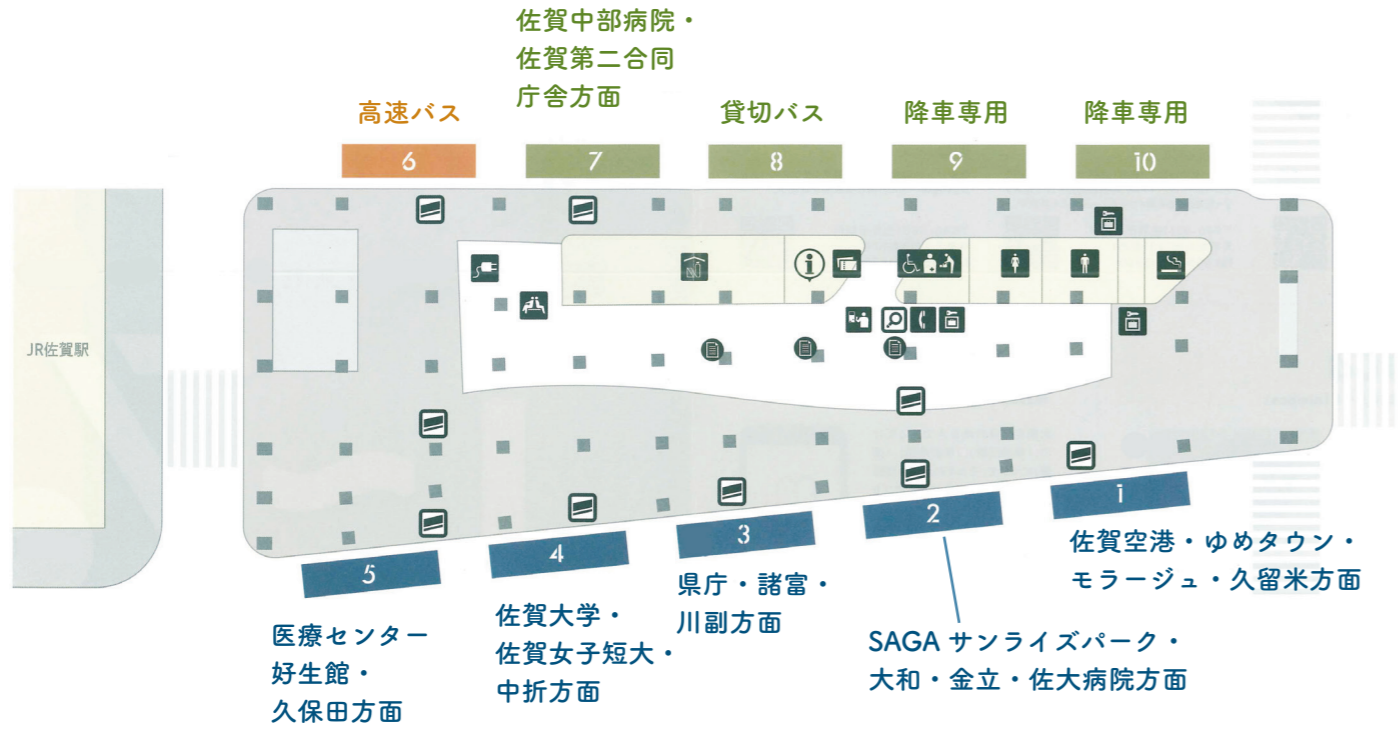 佐賀中部病院・
佐賀第二合同
庁舎方面
高速バス
貸切バス
降車専用
降車専用
6
7
8
9
10
JR佐賀駅
1
2
3
4
5
佐賀空港・ゆめタウン・
モラージュ・久留米方面
SAGA サンライズパーク・
大和・金立・佐大病院方面
県庁・諸富・
川副方面
佐賀大学・
佐賀女子短大・
中折方面
医療センター
好生館・
久保田方面